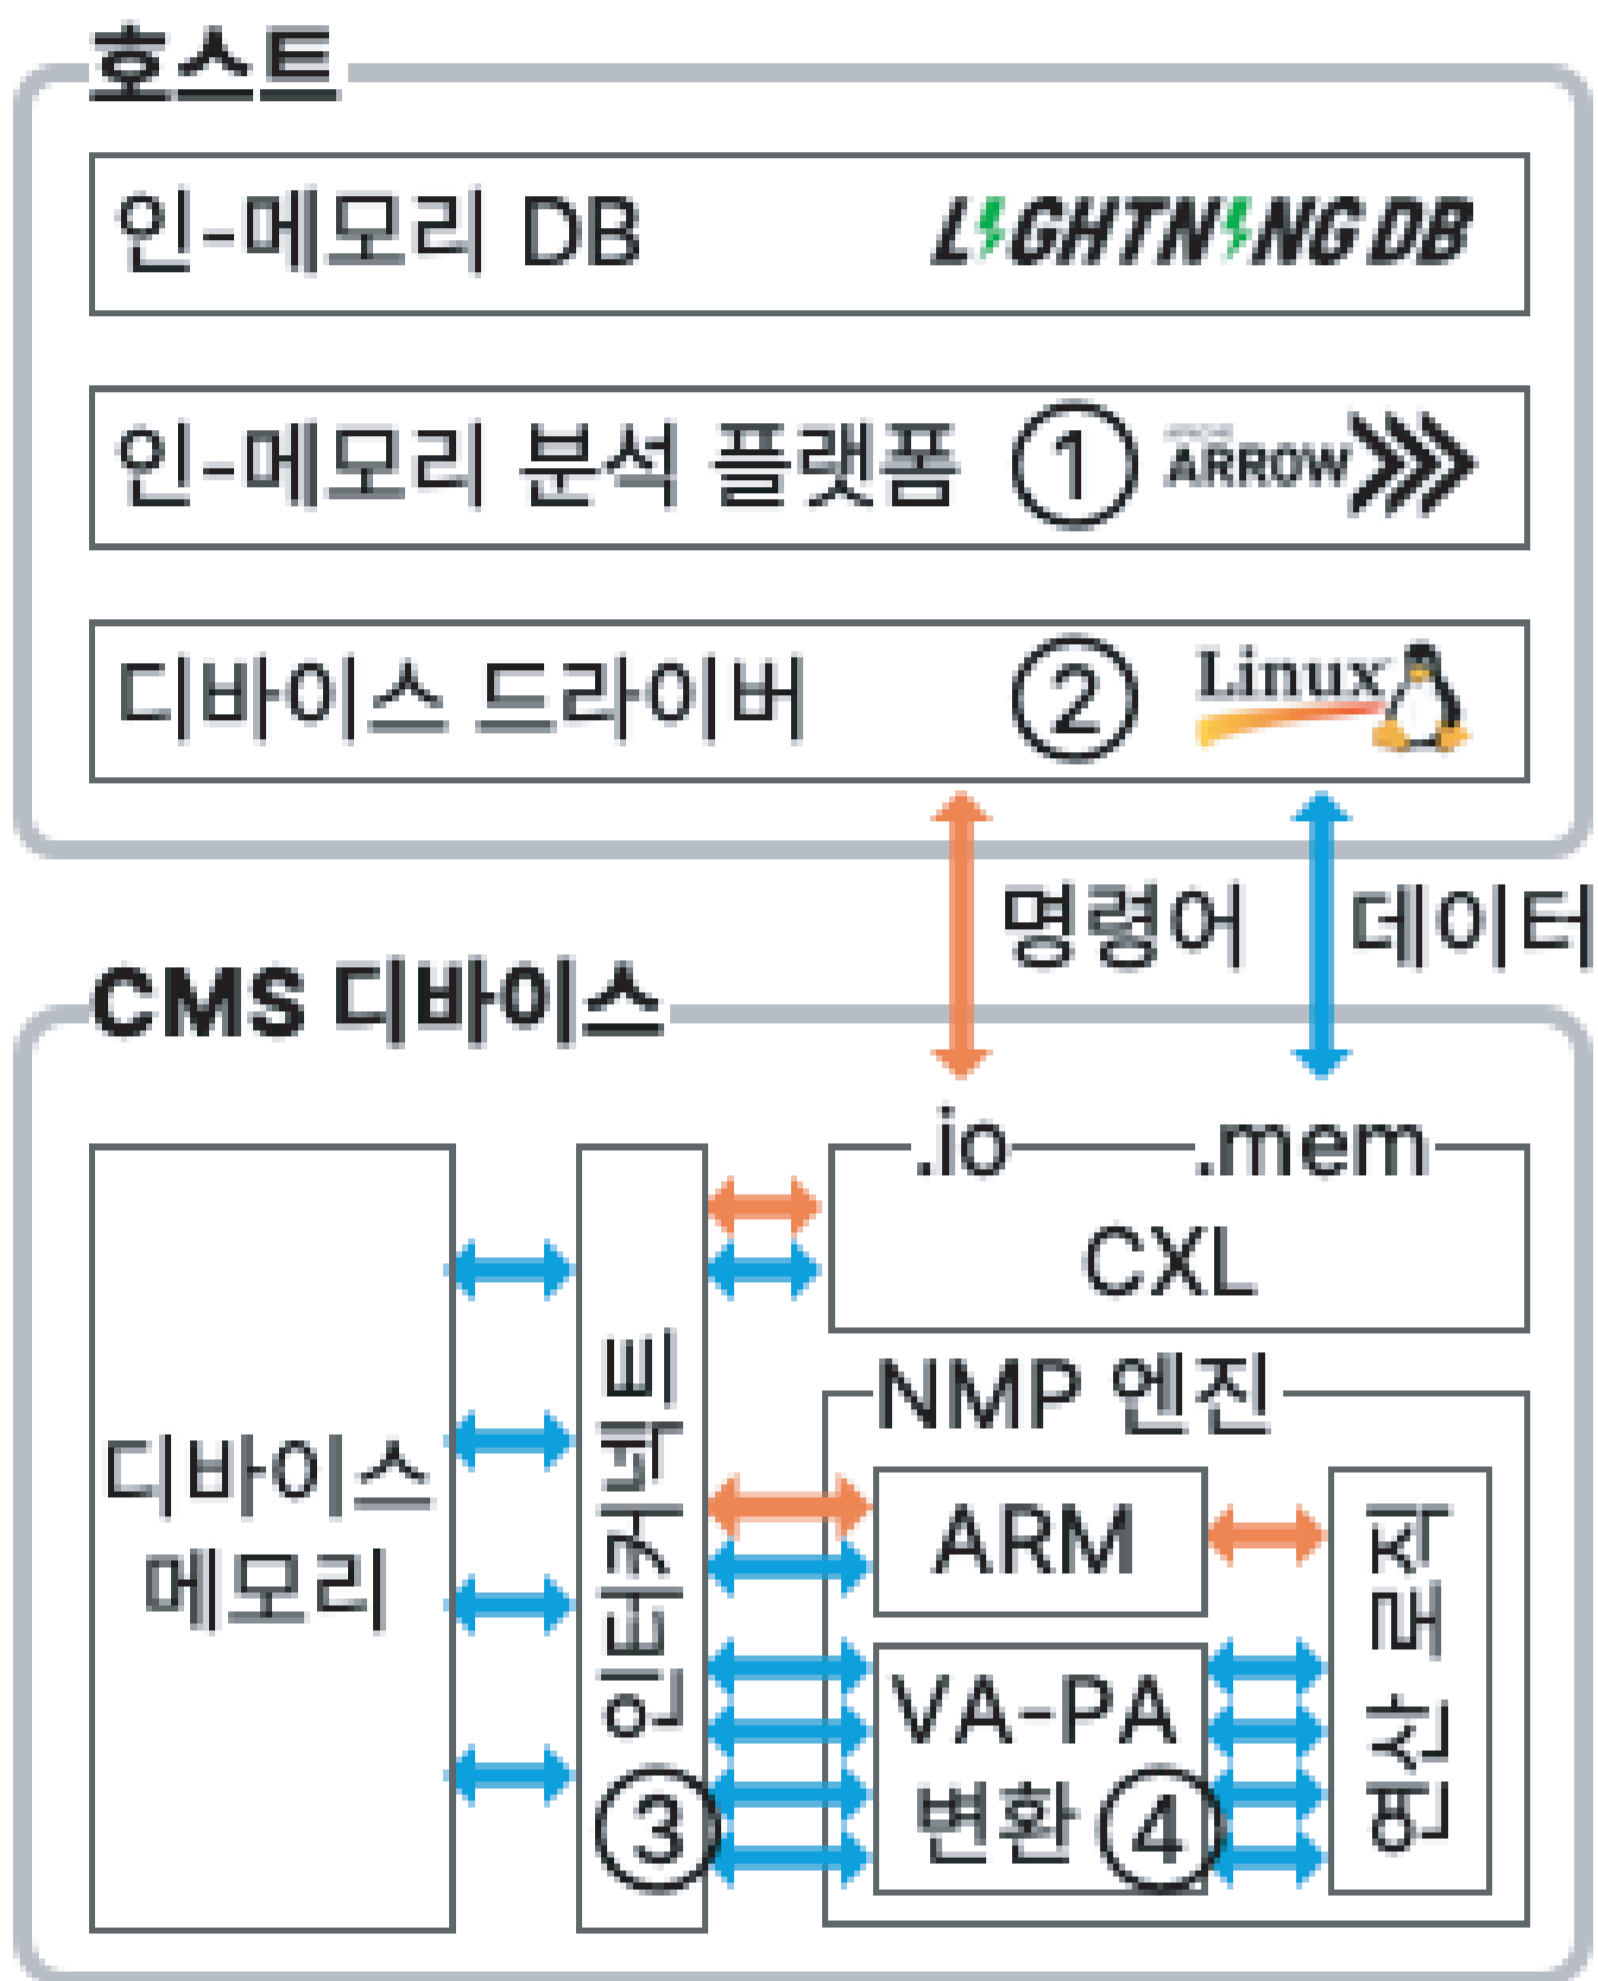 호스트
인-메모리 DB LIGHTNING DB
인-메모리 분석 플랫폼 ① ARROW
디바이스 드라이버 ② Linux
명령어 데이터
CMS 디바이스
.io .mem
CXL
디바이스
메모리
인터커넥트
③
NMP 엔진
ARM
VA-PA
변환 ④
연산 로직